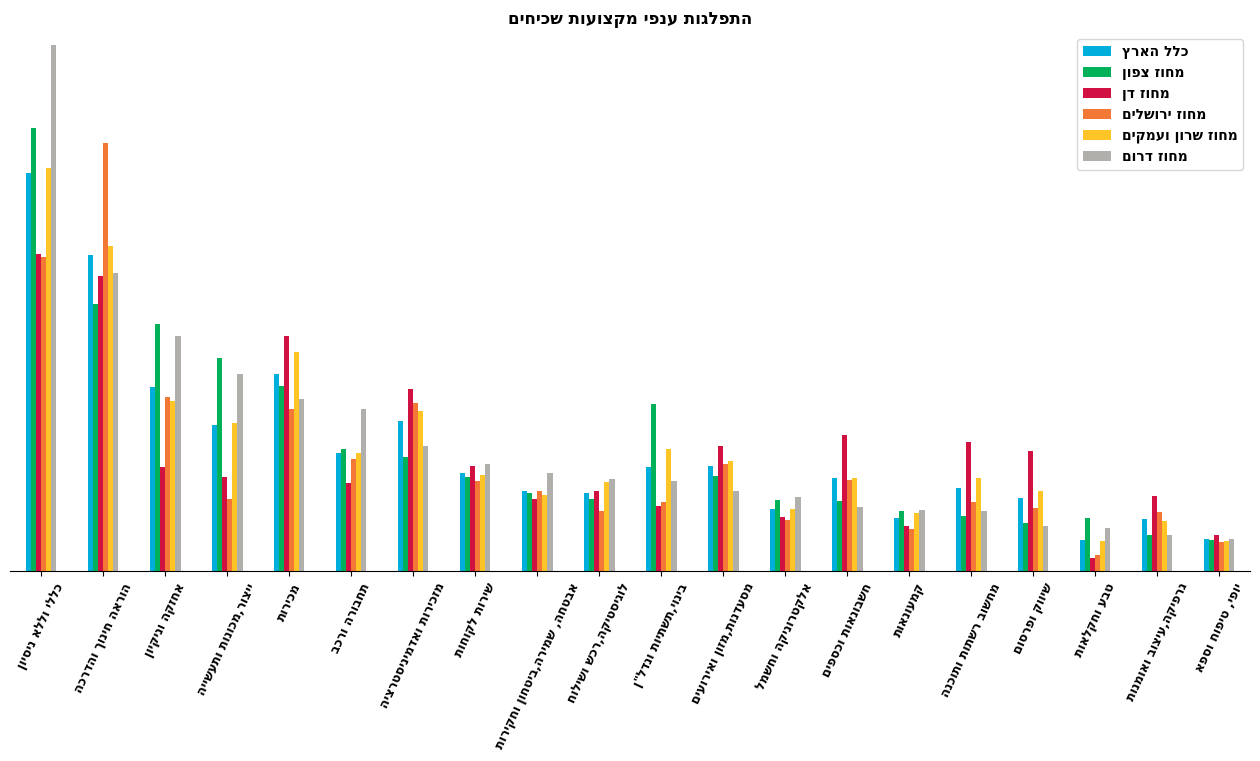 התפלגות ענפי מקצועות שכיחים
כלל הארץ
מחוז צפון
מחוז דן
מחוז ירושלים
מחוז שרון ועמקים
מחוז דרום
כללי וללא ניסיון
הוראה חינוך והדרכה
אחזקה וניקיון
ייצור,מכונות ותעשייה
מכירות
תחבורה ורכב
מזכירות ואדמיניסטרציה
שירות לקוחות
אבטחה, שמירה,ביטחון וחקירות
לוגיסטיקה,רכש ושילוח
בינוי,תשתיות ונדל"ן
מסעדנות,מזון ואירועים
אלקטרוניקה וחשמל
חשבונאות וכספים
קמעונאות
מחשוב רשתות ותוכנה
שיווק ופרסום
טבע וחקלאות
גרפיקה,עיצוב ואומנות
יופי, טיפוח וספא